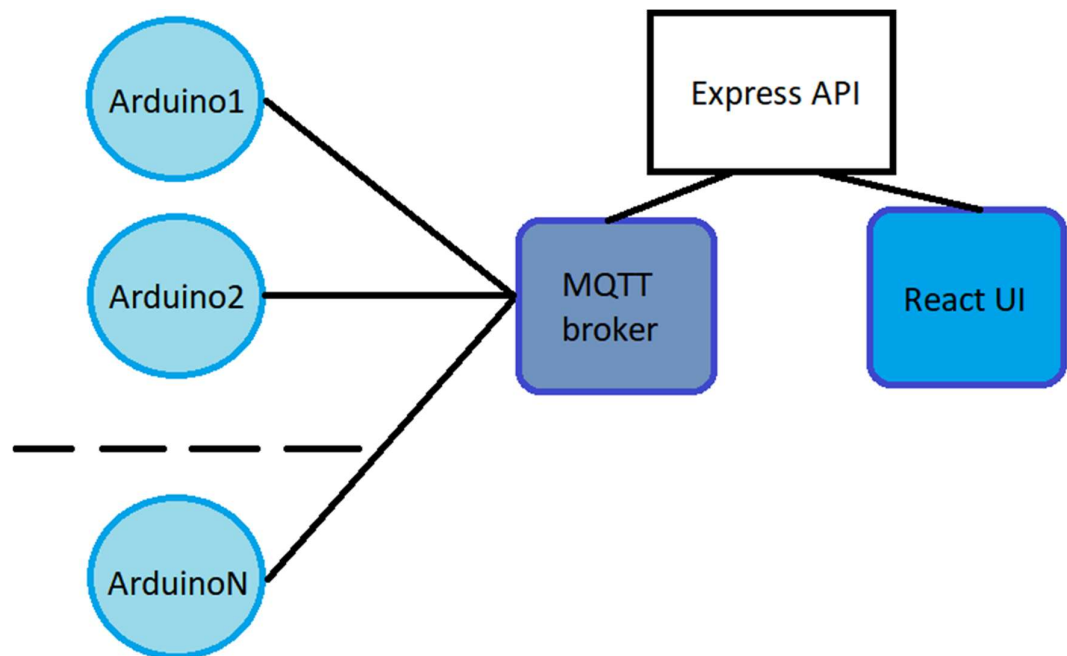 Arduino1
Express API
Arduino2
MQTT
broker
React UI
ArduinoN